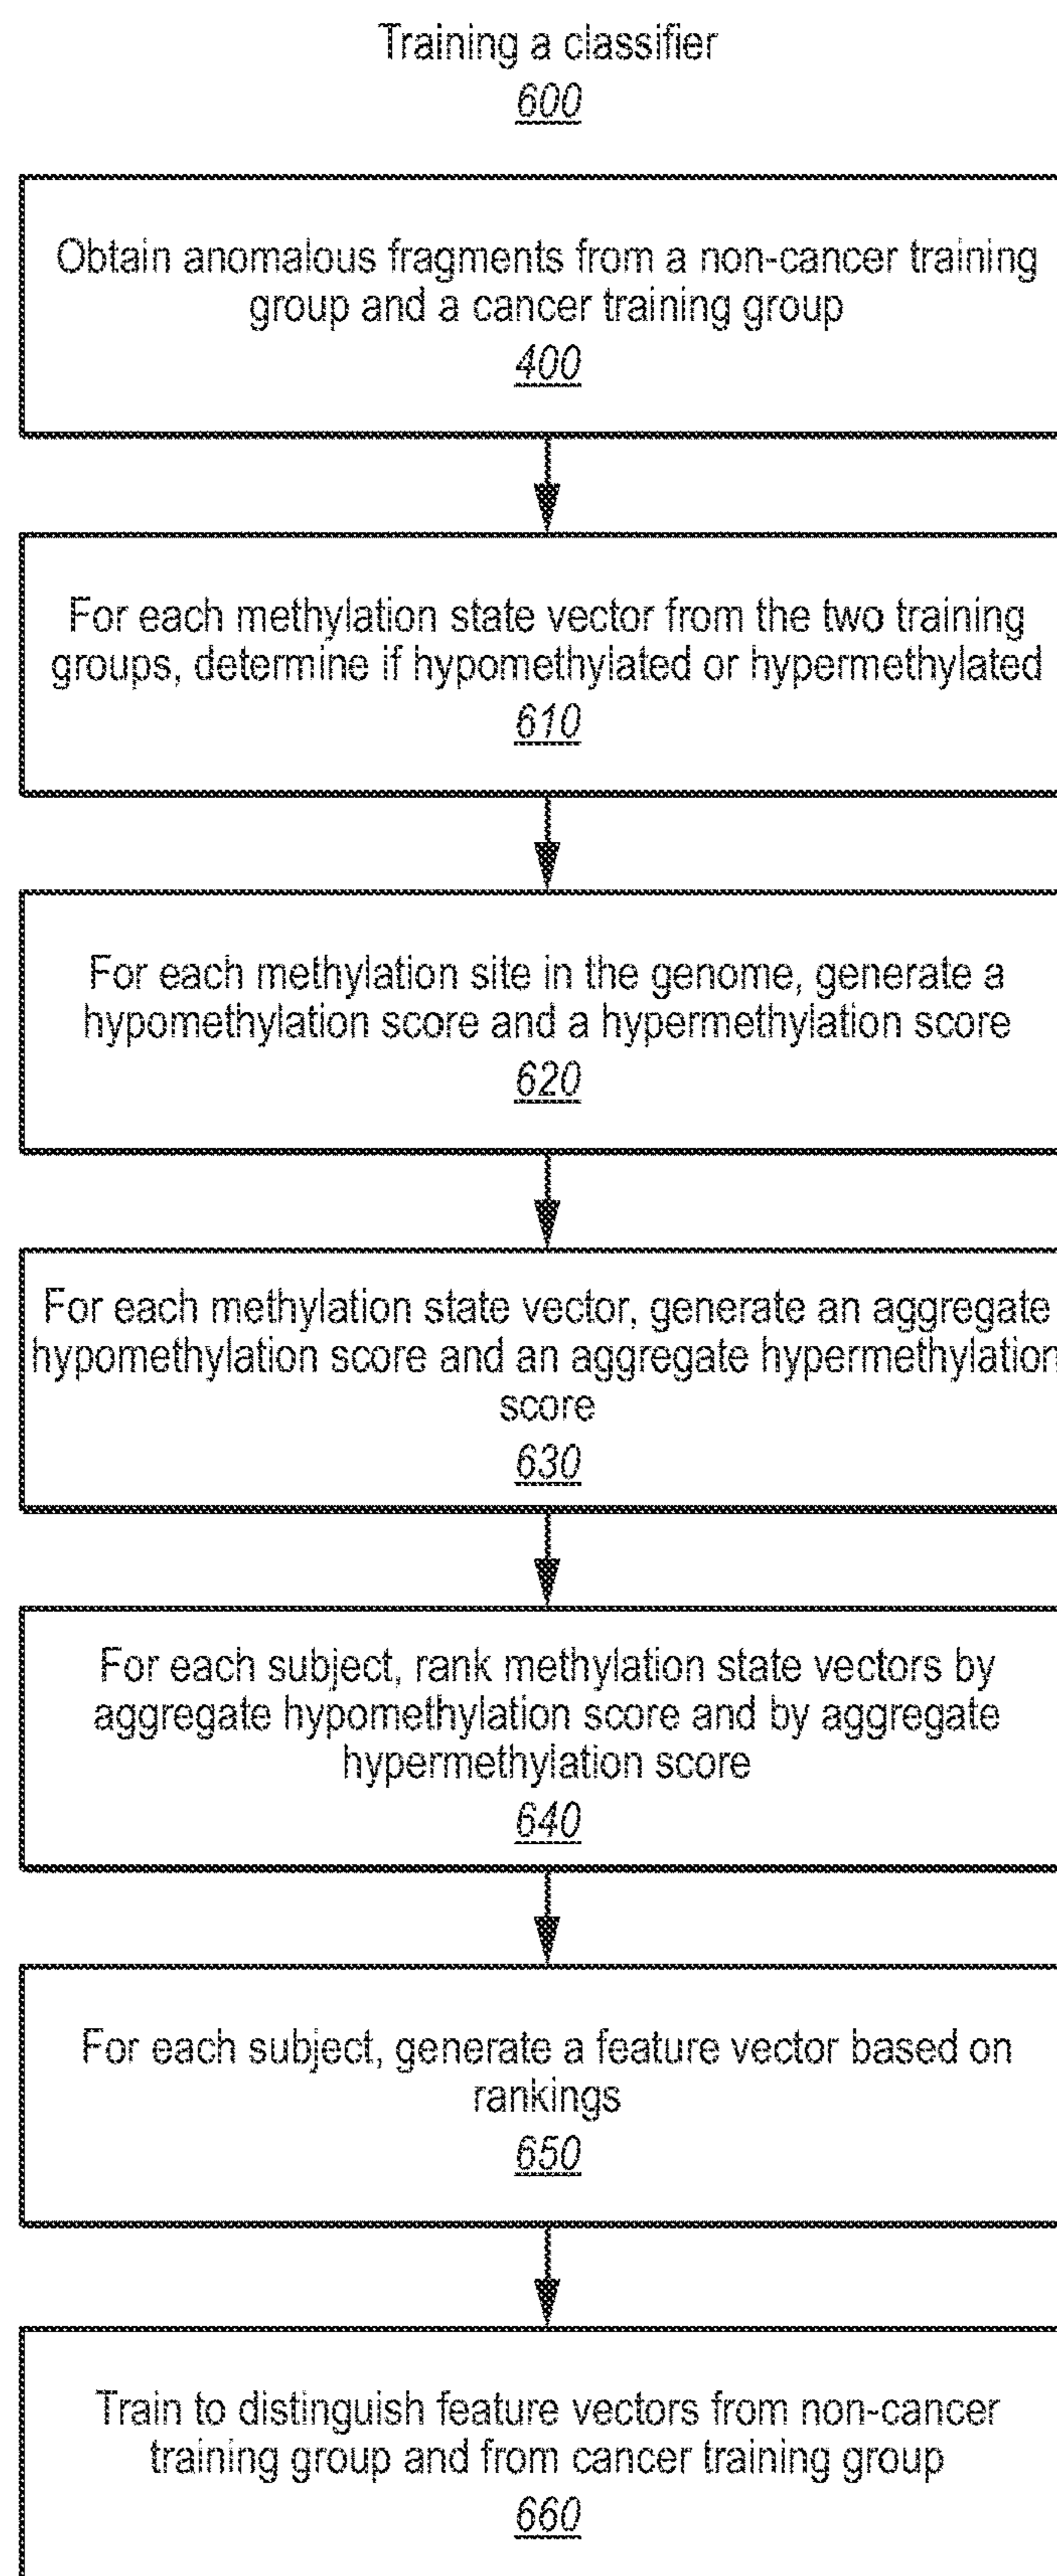 Training a classifier
600
Obtain anomalous fragments from a non-cancer training
group and a cancer training group
400
For each methylation state vector from the two training
groups, determine if hypomethylated or hypermethylated
610
For each methylation site in the genome, generate a
hypomethylation score and a hypermethylation score
620
For each methylation state vector, generate an aggregate
hypomethylation score and an aggregate hypermethylation
score
630
For each subject, rank methylation state vectors by
aggregate hypomethylation score and by aggregate
hypermethylation score
640
For each subject, generate a feature vector based on
rankings
650
Train to distinguish feature vectors from non-cancer
training group and from cancer training group
660